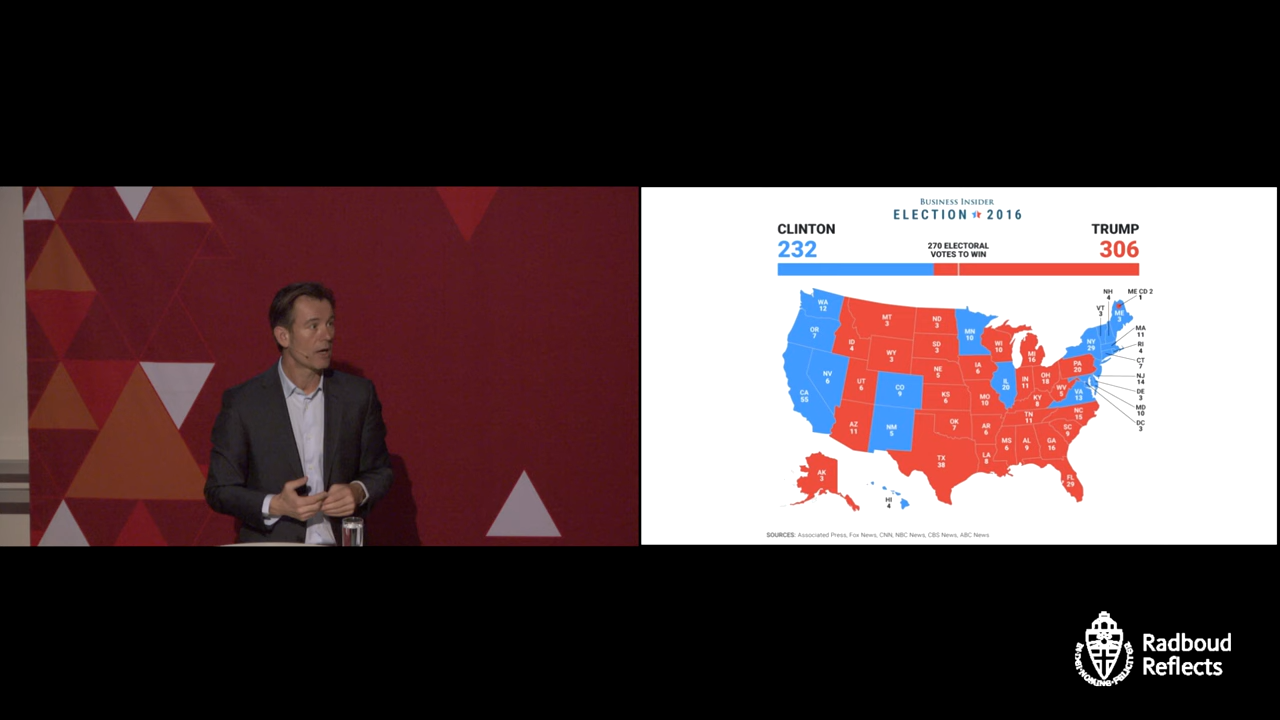 BUSINESS INSIDER
ELECTION 2016
CLINTON
232
270 ELECTORAL
VOTES TO WIN
TRUMP
306
WA
12
OR
7
CA
55
NV
6
ID
4
MT
3
WY
3
UT
6
AZ
11
CO
9
NM
5
ND
3
SD
3
NE
5
KS
6
OK
7
TX
38
MN
10
IA
6
MO
10
AR
6
LA
8
WI
10
IL
20
MI
16
IN
11
OH
18
KY
8
TN
11
MS
6
AL
9
GA
16
FL
29
SC
9
NC
15
VA
13
WV
5
PA
20
NY
29
VT
3
NH
4
ME CD 2
1
ME
3
MA
11
RI
4
CT
7
NJ
14
DE
3
MD
10
DC
3
AK
3
HI
4
SOURCES: Associated Press, Fox News, CNN, NBC News, CBS News, ABC News
Radboud
Reflects